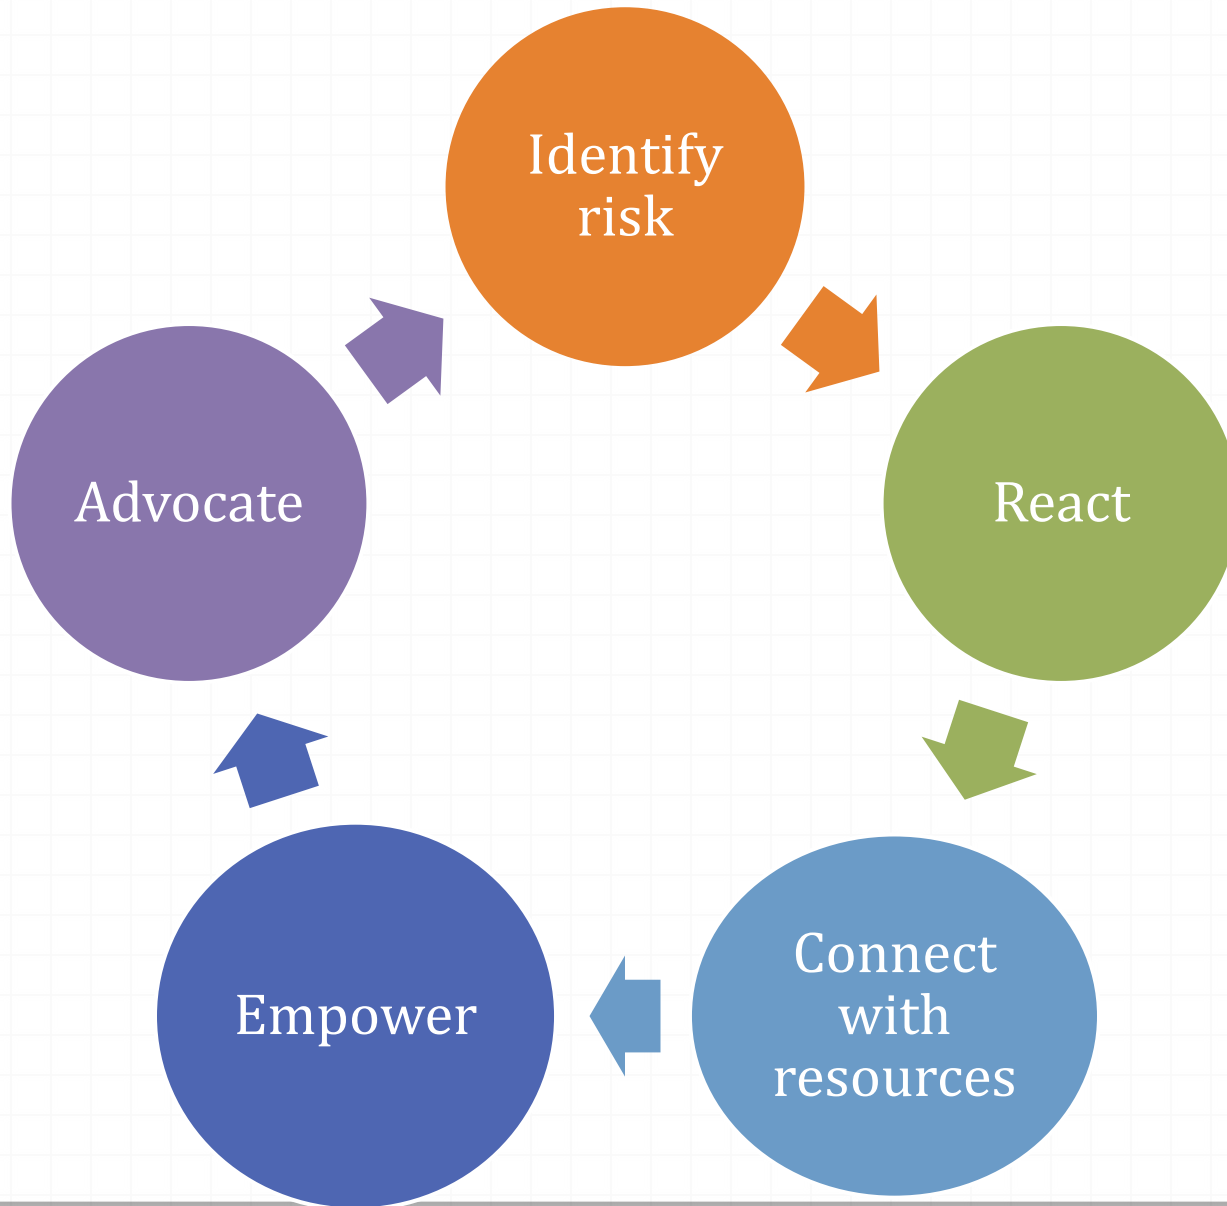 Identify
risk
React
Connect
with
resources
Empower
Advocate